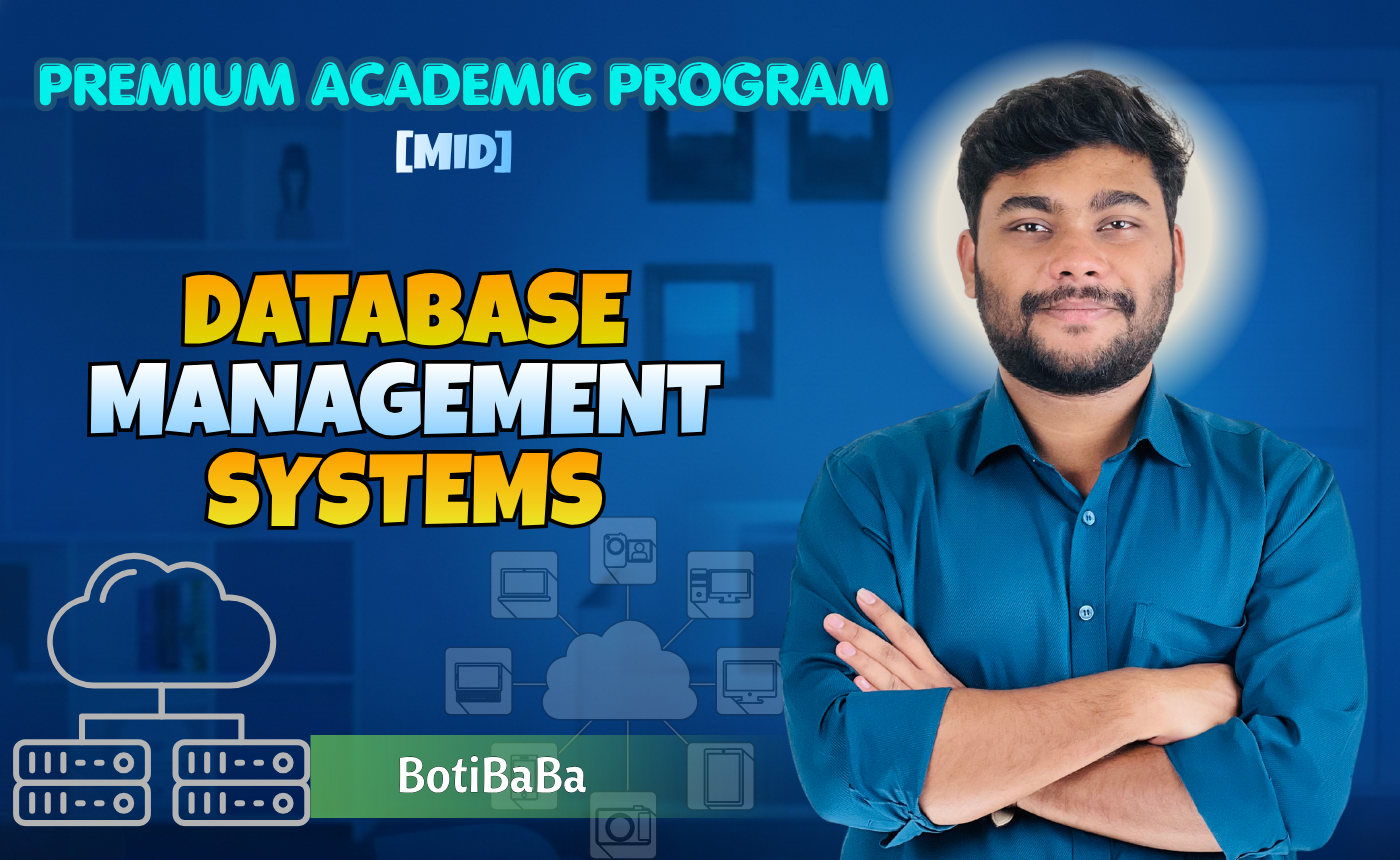 PREMIUM ACADEMIC PROGRAM
[MID]
DATABASE
MANAGEMENT
SYSTEMS
BotiBaBa